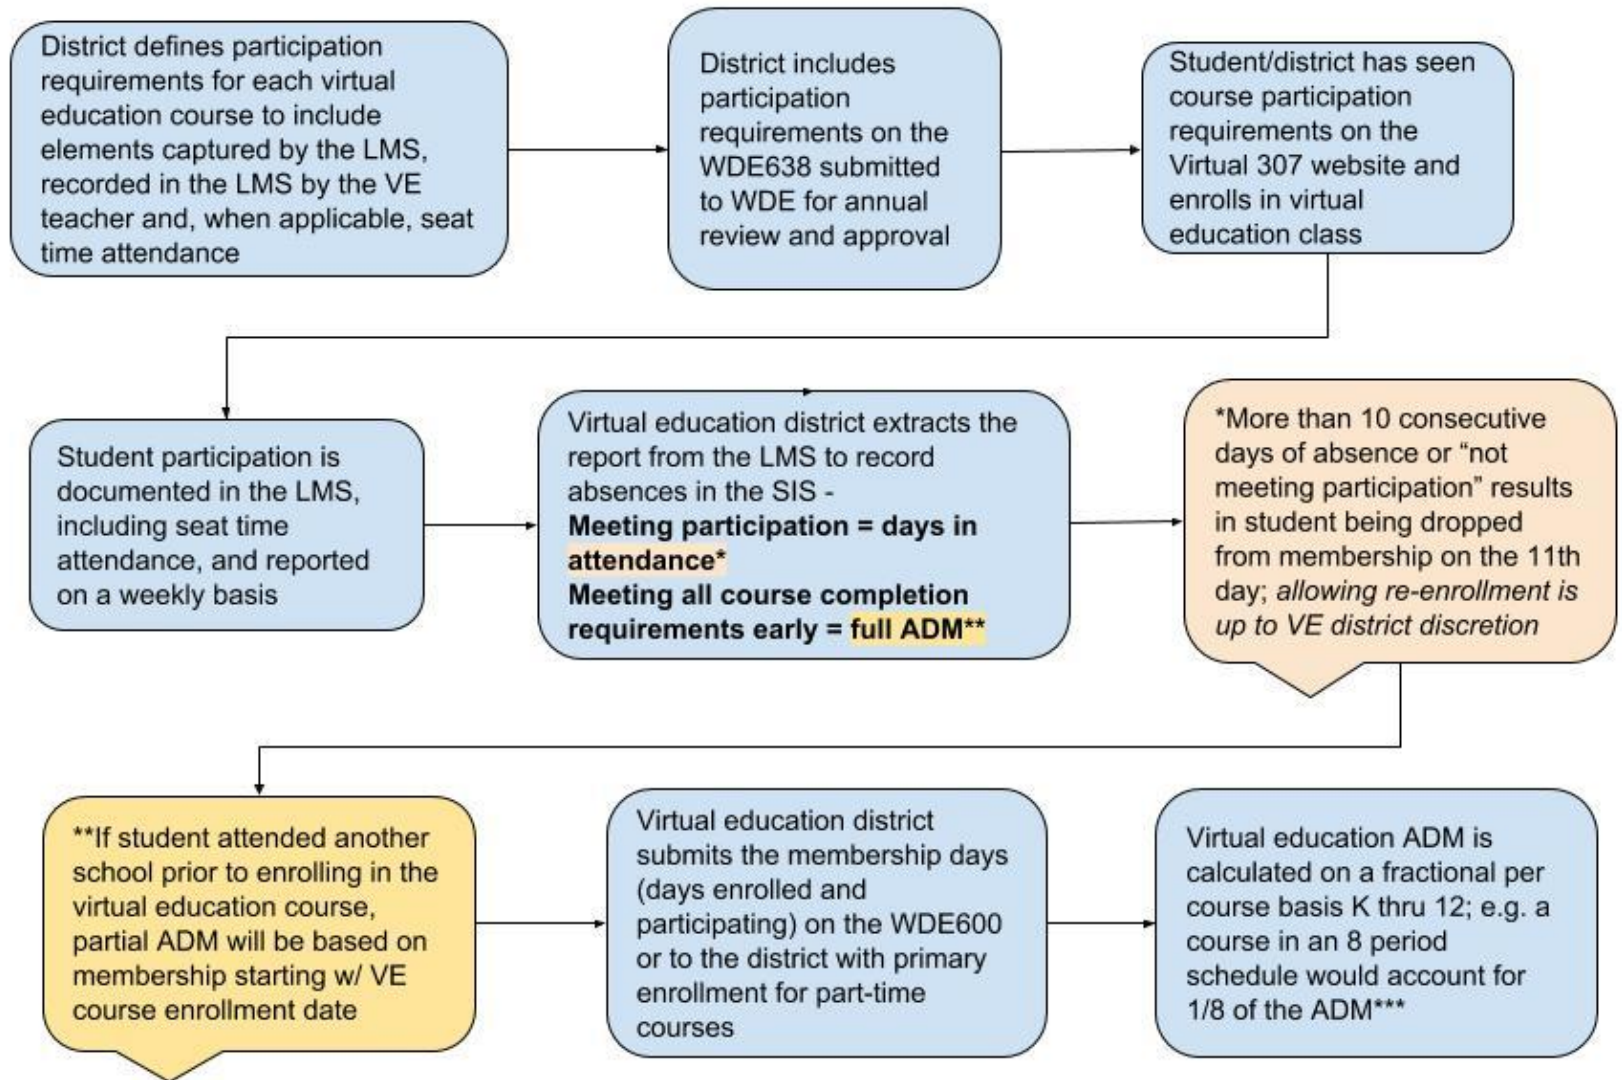 District defines participation
requirements for each virtual
education course to include
elements captured by the LMS,
recorded in the LMS by the VE
teacher and, when applicable, seat
time attendance
District includes
participation
requirements on the
WDE638 submitted
to WDE for annual
review and approval
Student/district has seen
course participation
requirements on the
Virtual 307 website and
enrolls in virtual
education class
Student participation is
documented in the LMS,
including seat time
attendance, and reported
on a weekly basis
Virtual education district extracts the
report from the LMS to record
absences in the SIS -
Meeting participation = days in
attendance*
Meeting all course completion
requirements early = full ADM**
*More than 10 consecutive
days of absence or “not
meeting participation” results
in student being dropped
from membership on the 11th
day; allowing re-enrollment is
up to VE district discretion
**If student attended another
school prior to enrolling in the
virtual education course,
partial ADM will be based on
membership starting w/ VE
course enrollment date
Virtual education district
submits the membership days
(days enrolled and
participating) on the WDE600
or to the district with primary
enrollment for part-time
courses
Virtual education ADM is
calculated on a fractional per
course basis K thru 12; e.g. a
course in an 8 period
schedule would account for
1/8 of the ADM***